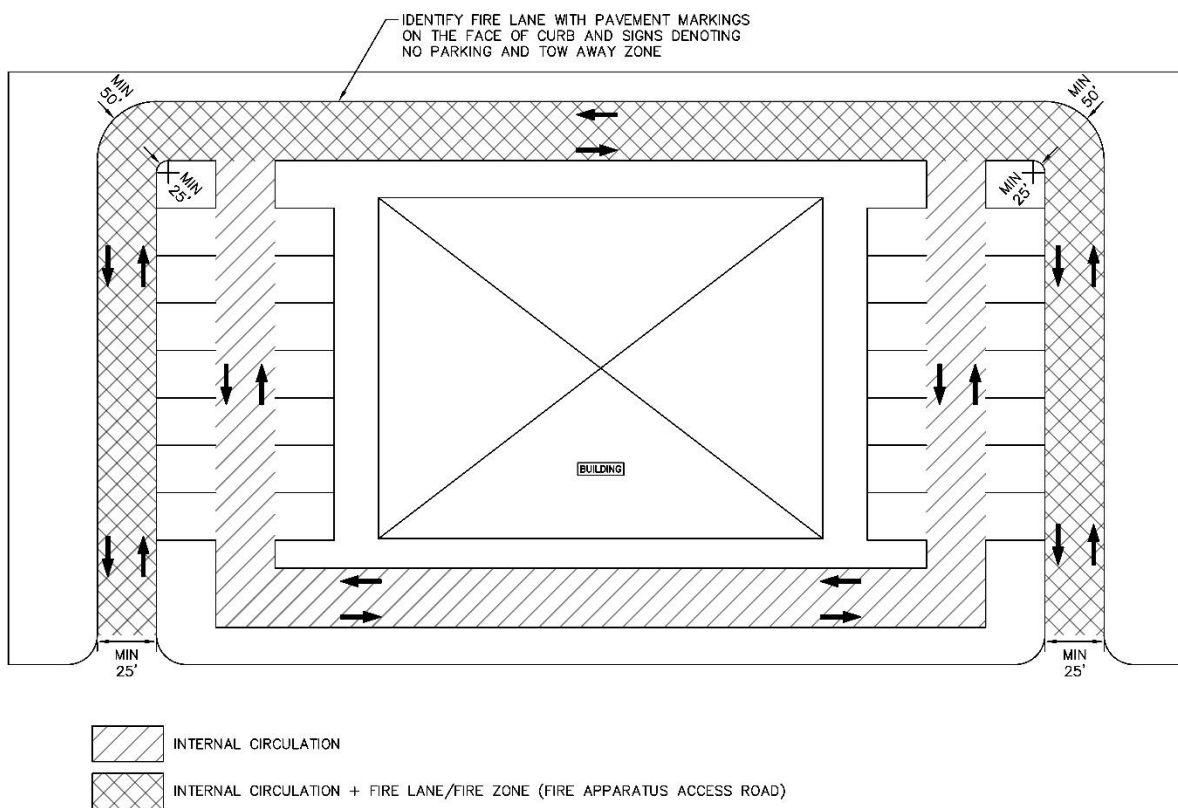 IDENTIFY FIRE LANE WITH PAVEMENT MARKINGS
ON THE FACE OF CURB AND SIGNS DENOTING
NO PARKING AND TOW AWAY ZONE
MIN
50'
MIN
50'
MIN
25'
MIN
25'
BUILDING
MIN
25'
MIN
25'
INTERNAL CIRCULATION
INTERNAL CIRCULATION + FIRE LANE/FIRE ZONE (FIRE APPARATUS ACCESS ROAD)